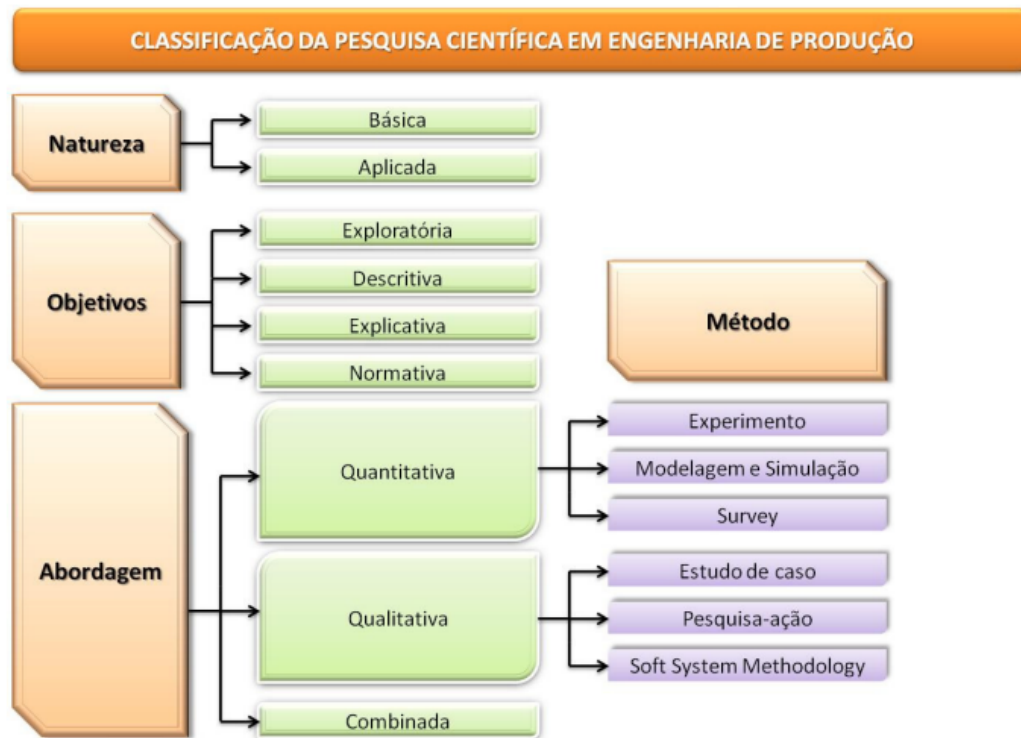 CLASSIFICAÇÃO DA PESQUISA CIENTÍFICA EM ENGENHARIA DE PRODUÇÃO
Natureza
Básica
Aplicada
Objetivos
Exploratória
Descritiva
Explicativa
Normativa
Método
Abordagem
Quantitativa
Experimento
Modelagem e Simulação
Survey
Qualitativa
Estudo de caso
Pesquisa-ação
Soft System Methodology
Combinada